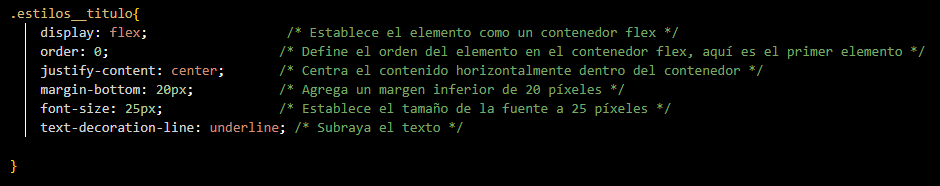 .estilos__titulo{
display: flex; /* Establece el elemento como un contenedor flex */
order: 0; /* Define el orden del elemento en el contenedor flex, aquí es el primer elemento */
justify-content: center; /* Centra el contenido horizontalmente dentro del contenedor */
margin-bottom: 20px; /* Agrega un margen inferior de 20 píxeles */
font-size: 25px; /* Establece el tamaño de la fuente a 25 píxeles */
text-decoration-line: underline; /* Subraya el texto */
}